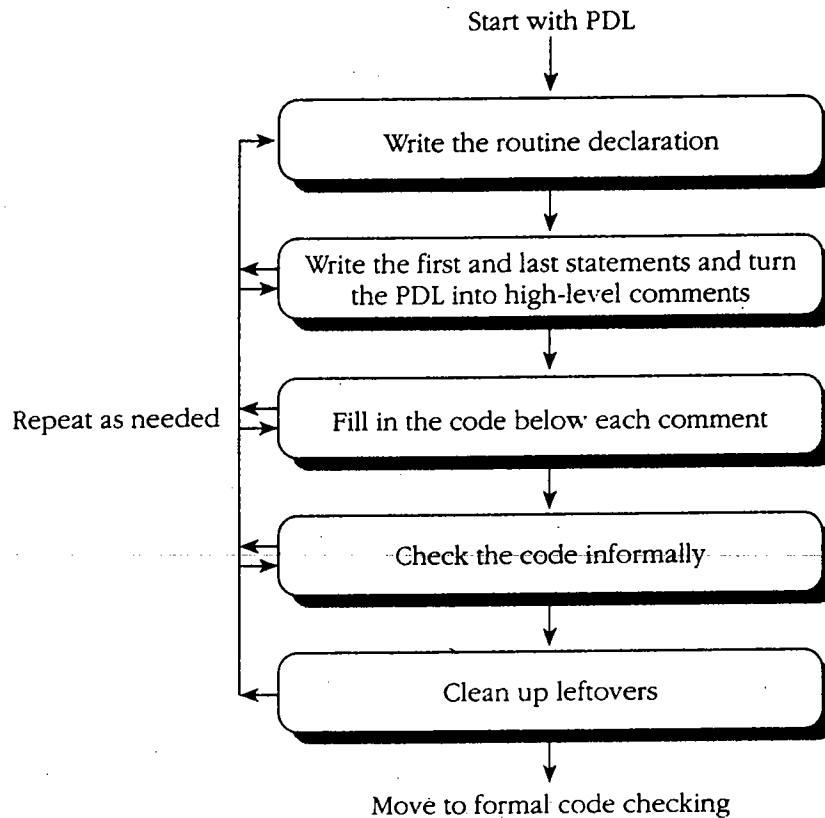 Start with PDL
Write the routine declaration
Write the first and last statements and turn
the PDL into high-level comments
Repeat as needed
Fill in the code below each comment
Check the code informally
Clean up leftovers
Move to formal code checking